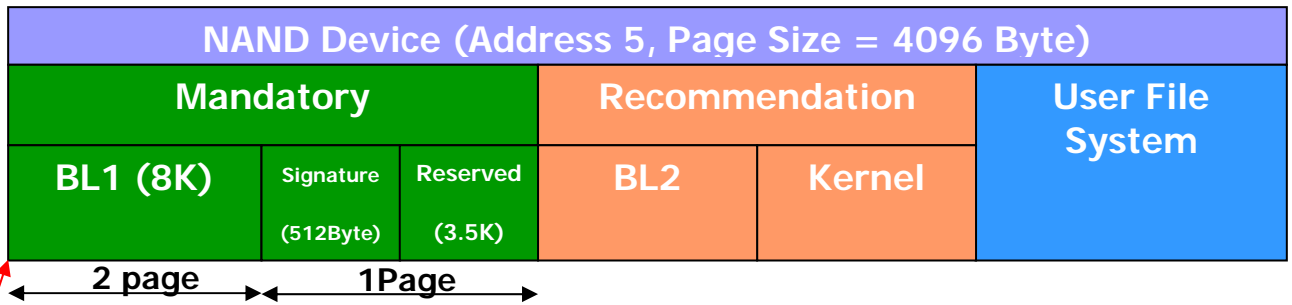 NAND Device (Address 5, Page Size = 4096 Byte)
Mandatory
Recommendation
User File
System
BL1 (8K)
Signature
(512Byte)
Reserved
(3.5K)
BL2
Kernel
2 page
1Page